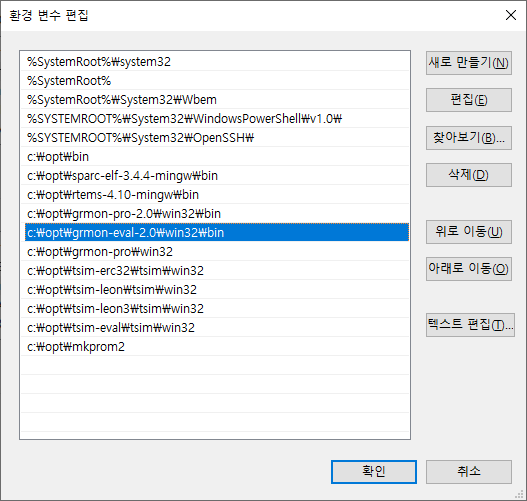 환경 변수 편집
%SystemRoot%₩system32
%SystemRoot%
%SystemRoot%₩System32₩Wbem
%SYSTEMROOT%₩System32₩WindowsPowerShell₩v1.0₩
%SYSTEMROOT%₩System32₩OpenSSH₩
c:₩opt₩bin
c:₩opt₩sparc-elf-3.4.4-mingw₩bin
c:₩opt₩rtems-4.10-mingw₩bin
c:₩opt₩grmon-pro-2.0₩win32₩bin
c:₩opt₩grmon-eval-2.0₩win32₩bin
c:₩opt₩grmon-pro₩win32
c:₩opt₩tsim-erc32₩tsim₩win32
c:₩opt₩tsim-leon₩tsim₩win32
c:₩opt₩tsim-leon3₩tsim₩win32
c:₩opt₩tsim-eval₩tsim₩win32
c:₩opt₩mkprom2
새로 만들기(N)
편집(E)
찾아보기(B)...
삭제(D)
위로 이동(U)
아래로 이동(O)
텍스트 편집(T)...
확인
취소